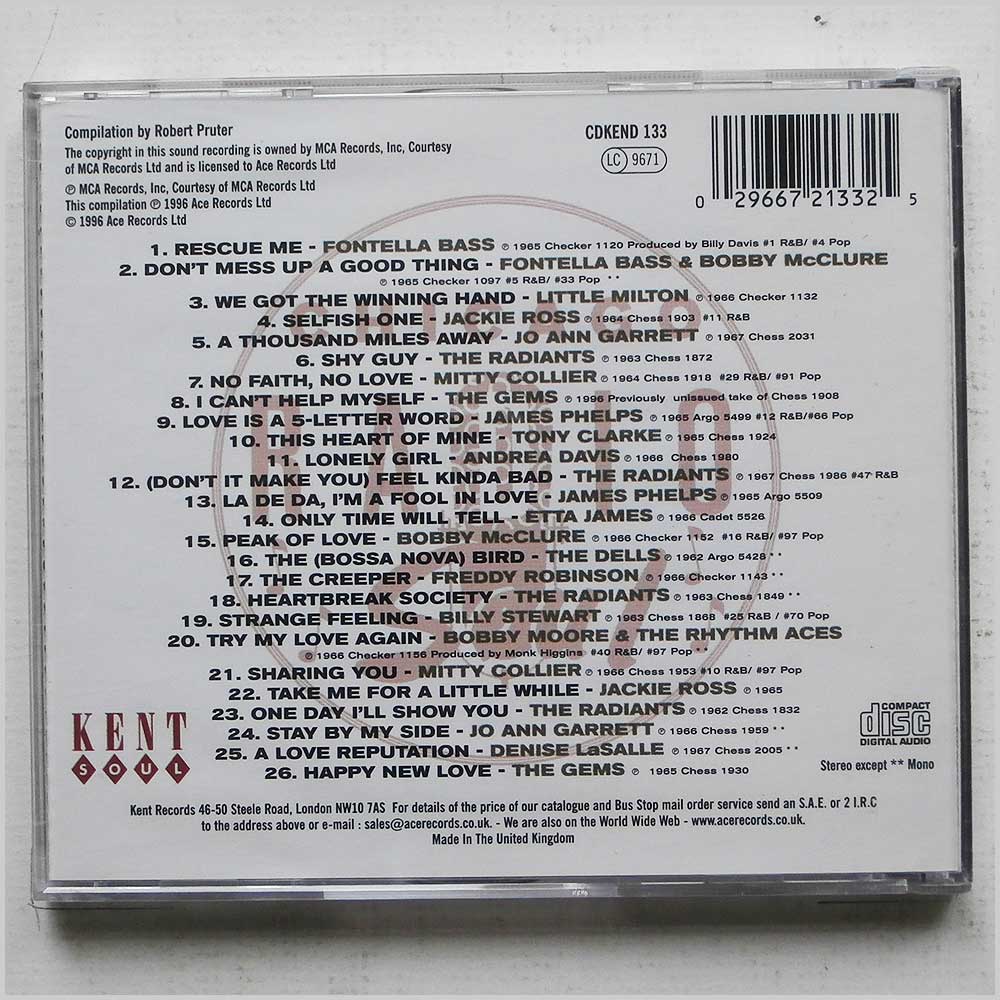 Compilation by Robert Pruter
The copyright in this sound recording is owned by MCA Records, Inc, Courtesy
of MCA Records Ltd and is licensed to Ace Records Ltd
℗ MCA Records, Inc, Courtesy of MCA Records Ltd
This compilation ℗ 1996 Ace Records Ltd
© 1996 Ace Records Ltd
CDKEND 133
LC 9671
0 29667 21332 5
CHICAGO
RADIO
Soul!
1. RESCUE ME - FONTELLA BASS ℗ 1965 Checker 1120 Produced by Billy Davis #1 R&B/ #4 Pop
2. DON'T MESS UP A GOOD THING - FONTELLA BASS & BOBBY McCLURE
℗ 1965 Checker 1097 #5 R&B/ #33 Pop **
3. WE GOT THE WINNING HAND - LITTLE MILTON ℗ 1966 Checker 1132
4. SELFISH ONE - JACKIE ROSS ℗ 1964 Chess 1903 #11 R&B
5. A THOUSAND MILES AWAY - JO ANN GARRETT ℗ 1967 Chess 2031
6. SHY GUY - THE RADIANTS ℗ 1963 Chess 1872
7. NO FAITH, NO LOVE - MITTY COLLIER ℗ 1964 Chess 1918 #29 R&B/ #91 Pop
8. I CAN'T HELP MYSELF - THE GEMS ℗ 1996 Previously unissued take of Chess 1908
9. LOVE IS A 5-LETTER WORD - JAMES PHELPS ℗ 1965 Argo 5499 #12 R&B/#66 Pop
10. THIS HEART OF MINE - TONY CLARKE ℗ 1965 Chess 1924
11. LONELY GIRL - ANDREA DAVIS ℗ 1966 Chess 1980
12. (DON'T IT MAKE YOU) FEEL KINDA BAD - THE RADIANTS ℗ 1967 Chess 1986 #47 R&B
13. LA DE DA, I'M A FOOL IN LOVE - JAMES PHELPS ℗ 1965 Argo 5509
14. ONLY TIME WILL TELL - ETTA JAMES ℗ 1966 Cadet 5526
15. PEAK OF LOVE - BOBBY McCLURE ℗ 1966 Checker 1152 #16 R&B/ #97 Pop
16. THE (BOSSA NOVA) BIRD - THE DELLS ℗ 1962 Argo 5428 **
17. THE CREEPER - FREDDY ROBINSON ℗ 1966 Checker 1143 **
18. HEARTBREAK SOCIETY - THE RADIANTS ℗ 1963 Chess 1849 **
19. STRANGE FEELING - BILLY STEWART ℗ 1963 Chess 1868 #25 R&B / #70 Pop
20. TRY MY LOVE AGAIN - BOBBY MOORE & THE RHYTHM ACES
℗ 1966 Checker 1156 Produced by Monk Higgins #40 R&B/ #97 Pop **
21. SHARING YOU - MITTY COLLIER ℗ 1966 Chess 1953 #10 R&B/ #97 Pop
22. TAKE ME FOR A LITTLE WHILE - JACKIE ROSS ℗ 1965
23. ONE DAY I'LL SHOW YOU - THE RADIANTS ℗ 1962 Chess 1832
24. STAY BY MY SIDE - JO ANN GARRETT ℗ 1966 Chess 1959 **
25. A LOVE REPUTATION - DENISE LaSALLE ℗ 1967 Chess 2005 **
26. HAPPY NEW LOVE - THE GEMS ℗ 1965 Chess 1930
KENT
SOUL
COMPACT
disc
DIGITAL AUDIO
Stereo except ** Mono
Kent Records 46-50 Steele Road, London NW10 7AS For details of the price of our catalogue and Bus Stop mail order service send an S.A.E. or 2 I.R.C
to the address above or e-mail : sales@acerecords.co.uk. - We are also on the World Wide Web - www.acerecords.co.uk.
Made In The United Kingdom